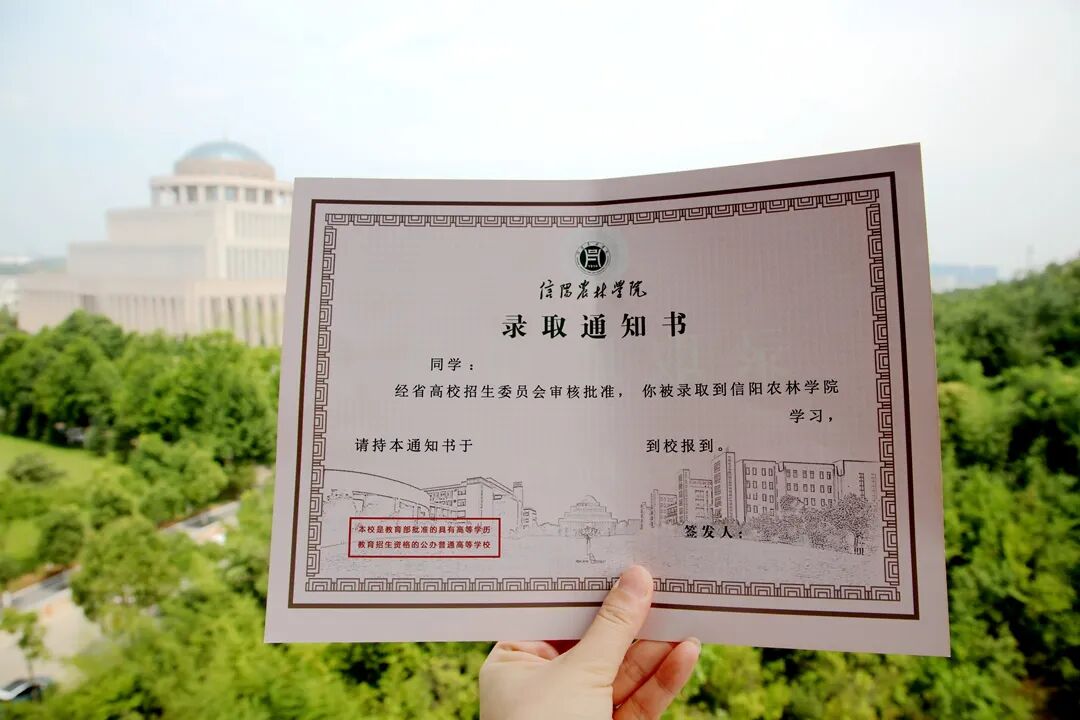 信阳农林学院
录取通知书
同学：
经省高校招生委员会审核批准， 你被录取到信阳农林学院
学习，
请持本通知书于 到校报到。
签发人：
本校是教育部批准的具有高等学历
教育招生资格的公办普通高等学校